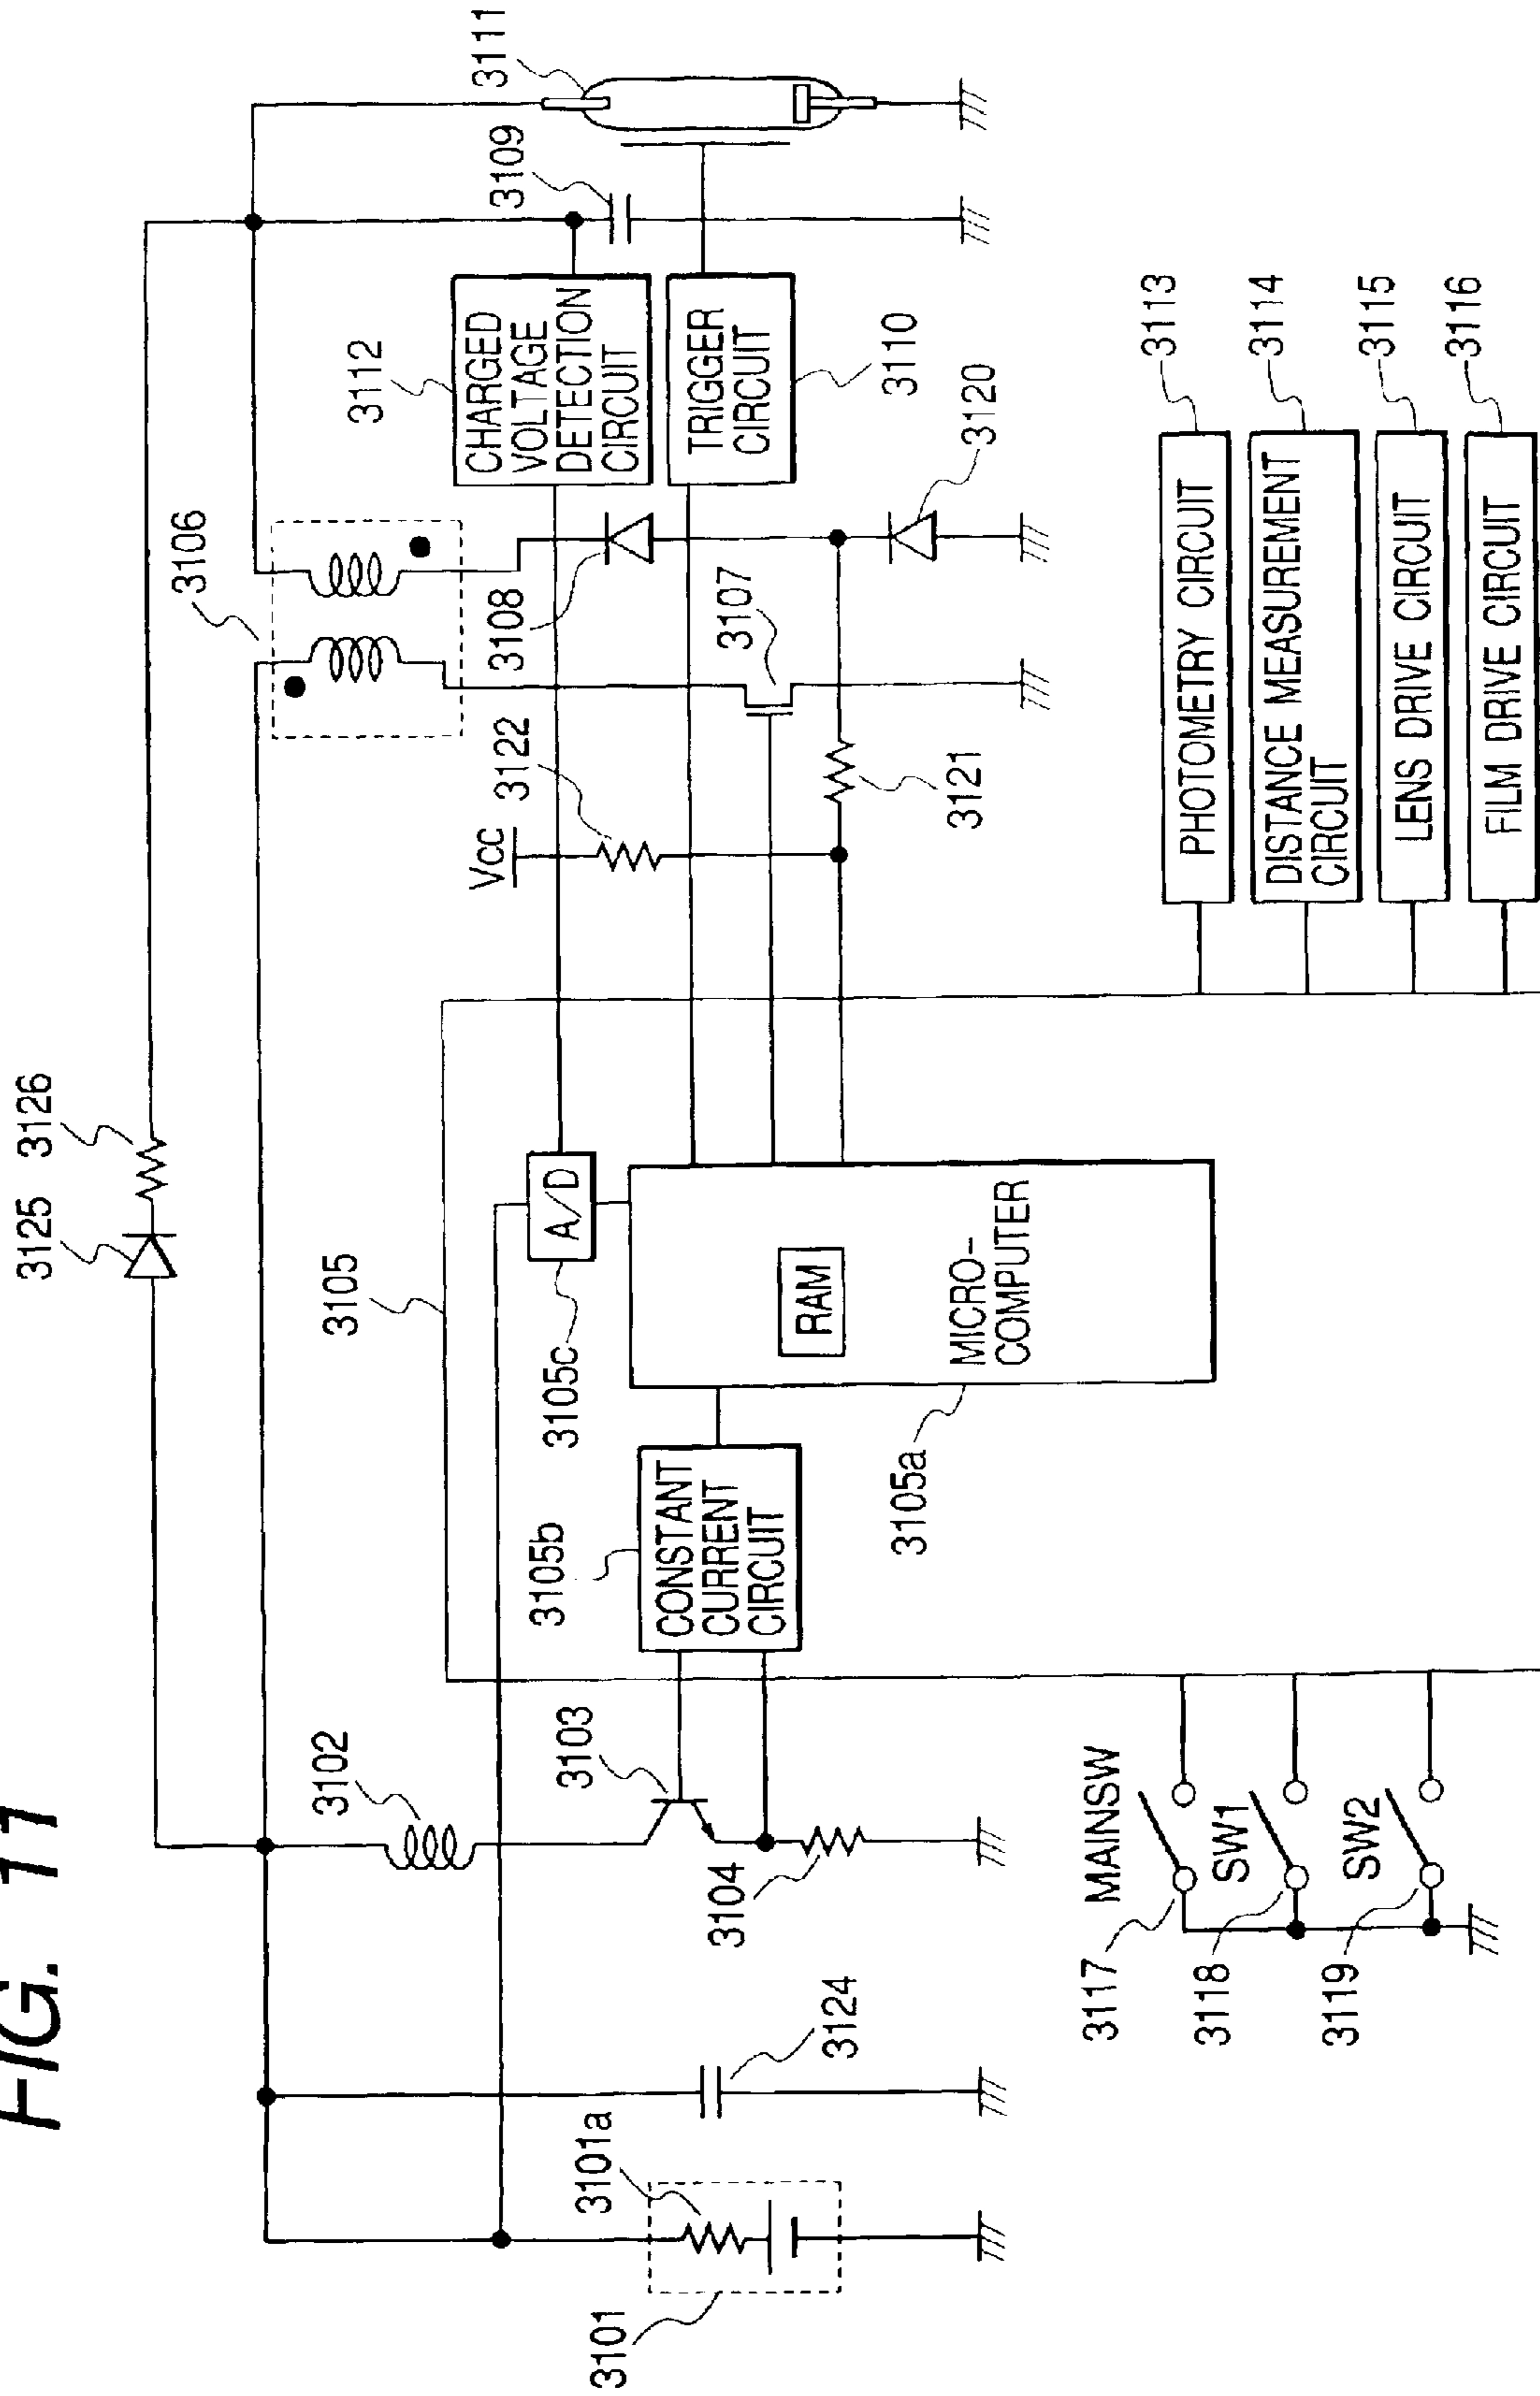 FIG. 11
3125
3126
3106
3102
3105
3112
3109
3111
CHARGED
VOLTAGE
DETECTION
CIRCUIT
TRIGGER
CIRCUIT
3110
3108
3120
3107
3122
VCC
3121
A/D
3105c
3105b
CONSTANT
CURRENT
CIRCUIT
RAM
MICRO-
COMPUTER
3105a
3103
3104
3124
3101a
3101
MAINSW
3117
SW1
3118
SW2
3119
PHOTOMETRY CIRCUIT
3113
DISTANCE MEASUREMENT
CIRCUIT
3114
LENS DRIVE CIRCUIT
3115
FILM DRIVE CIRCUIT
3116